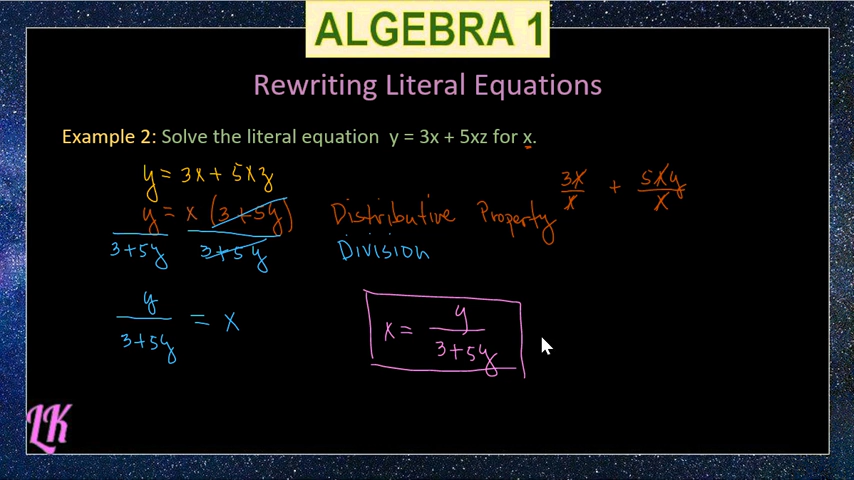 ALGEBRA 1
Rewriting Literal Equations
Example 2: Solve the literal equation y = 3x + 5xz for x.
y = 3x + 5xz
3x/x + 5xy/x
y = x (3+5y) Distributive Property
3+5y 3+5y Division
y/3+5y = x
x = y/3+5y
LK